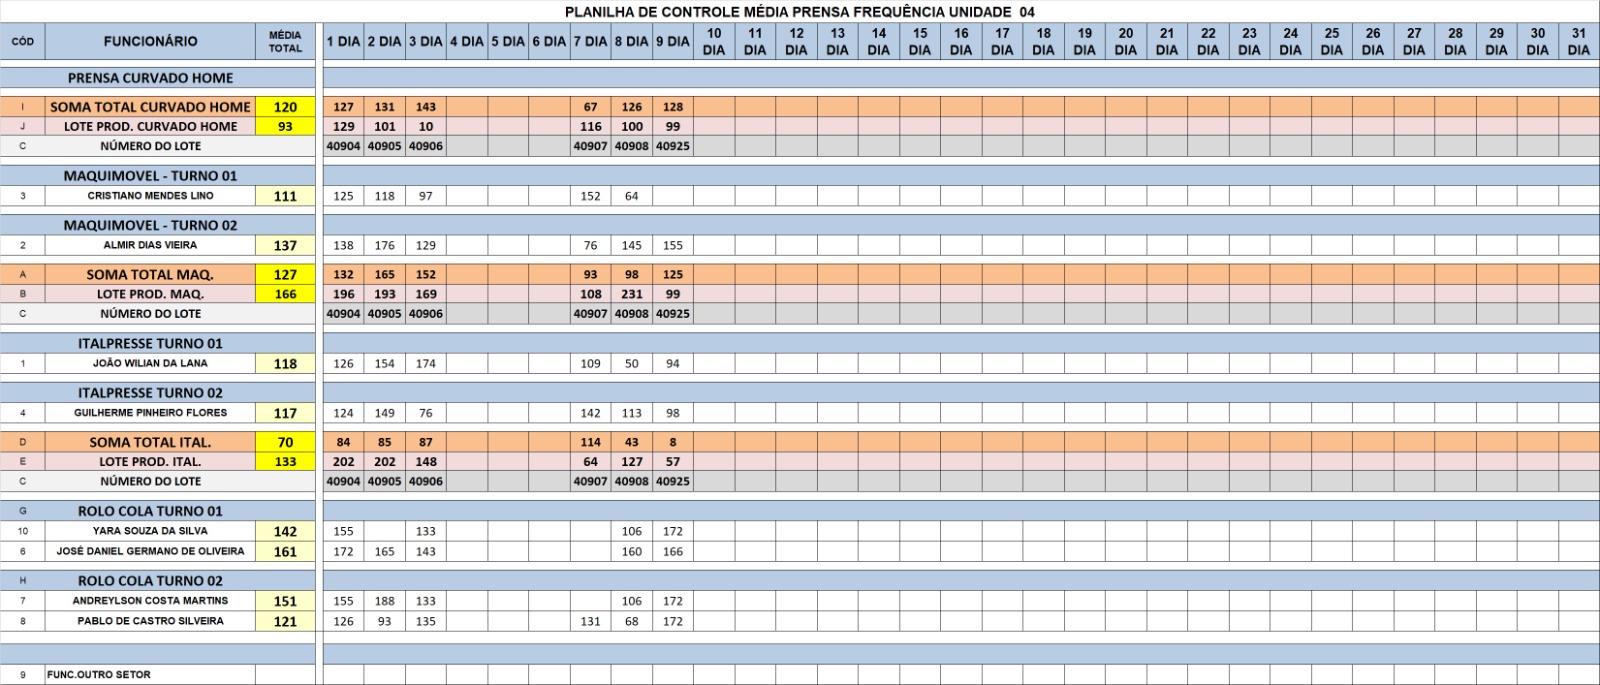 PLANILHA DE CONTROLE MÉDIA PRENSA FREQUÊNCIA UNIDADE 04
CÓD FUNCIONÁRIO MÉDIA TOTAL 1 DIA 2 DIA 3 DIA 4 DIA 5 DIA 6 DIA 7 DIA 8 DIA 9 DIA 10 DIA 11 DIA 12 DIA 13 DIA 14 DIA 15 DIA 16 DIA 17 DIA 18 DIA 19 DIA 20 DIA 21 DIA 22 DIA 23 DIA 24 DIA 25 DIA 26 DIA 27 DIA 28 DIA 29 DIA 30 DIA 31 DIA
PRENSA CURVADO HOME
I SOMA TOTAL CURVADO HOME 120 127 131 143 67 126 128
J LOTE PROD. CURVADO HOME 93 129 101 10 116 100 99
C NÚMERO DO LOTE 40904 40905 40906 40907 40908 40925
MAQUIMOVEL - TURNO 01
3 CRISTIANO MENDES LINO 111 125 118 97 152 64
MAQUIMOVEL - TURNO 02
2 ALMIR DIAS VIEIRA 137 138 176 129 76 145 155
A SOMA TOTAL MAQ. 127 132 165 152 93 98 125
B LOTE PROD. MAQ. 166 196 193 169 108 231 99
C NÚMERO DO LOTE 40904 40905 40906 40907 40908 40925
ITALPRESSE TURNO 01
1 JOÃO WILIAN DA LANA 118 126 154 174 109 50 94
ITALPRESSE TURNO 02
4 GUILHERME PINHEIRO FLORES 117 124 149 76 142 113 98
D SOMA TOTAL ITAL. 70 84 85 87 114 43 8
E LOTE PROD. ITAL. 133 202 202 148 64 127 57
C NÚMERO DO LOTE 40904 40905 40906 40907 40908 40925
G ROLO COLA TURNO 01
10 YARA SOUZA DA SILVA 142 155 133 106 172
6 JOSÉ DANIEL GERMANO DE OLIVEIRA 161 172 165 143 160 166
H ROLO COLA TURNO 02
7 ANDREYLSON COSTA MARTINS 151 155 188 133 106 172
8 PABLO DE CASTRO SILVEIRA 121 126 93 135 131 68 172
9 FUNC.OUTRO SETOR